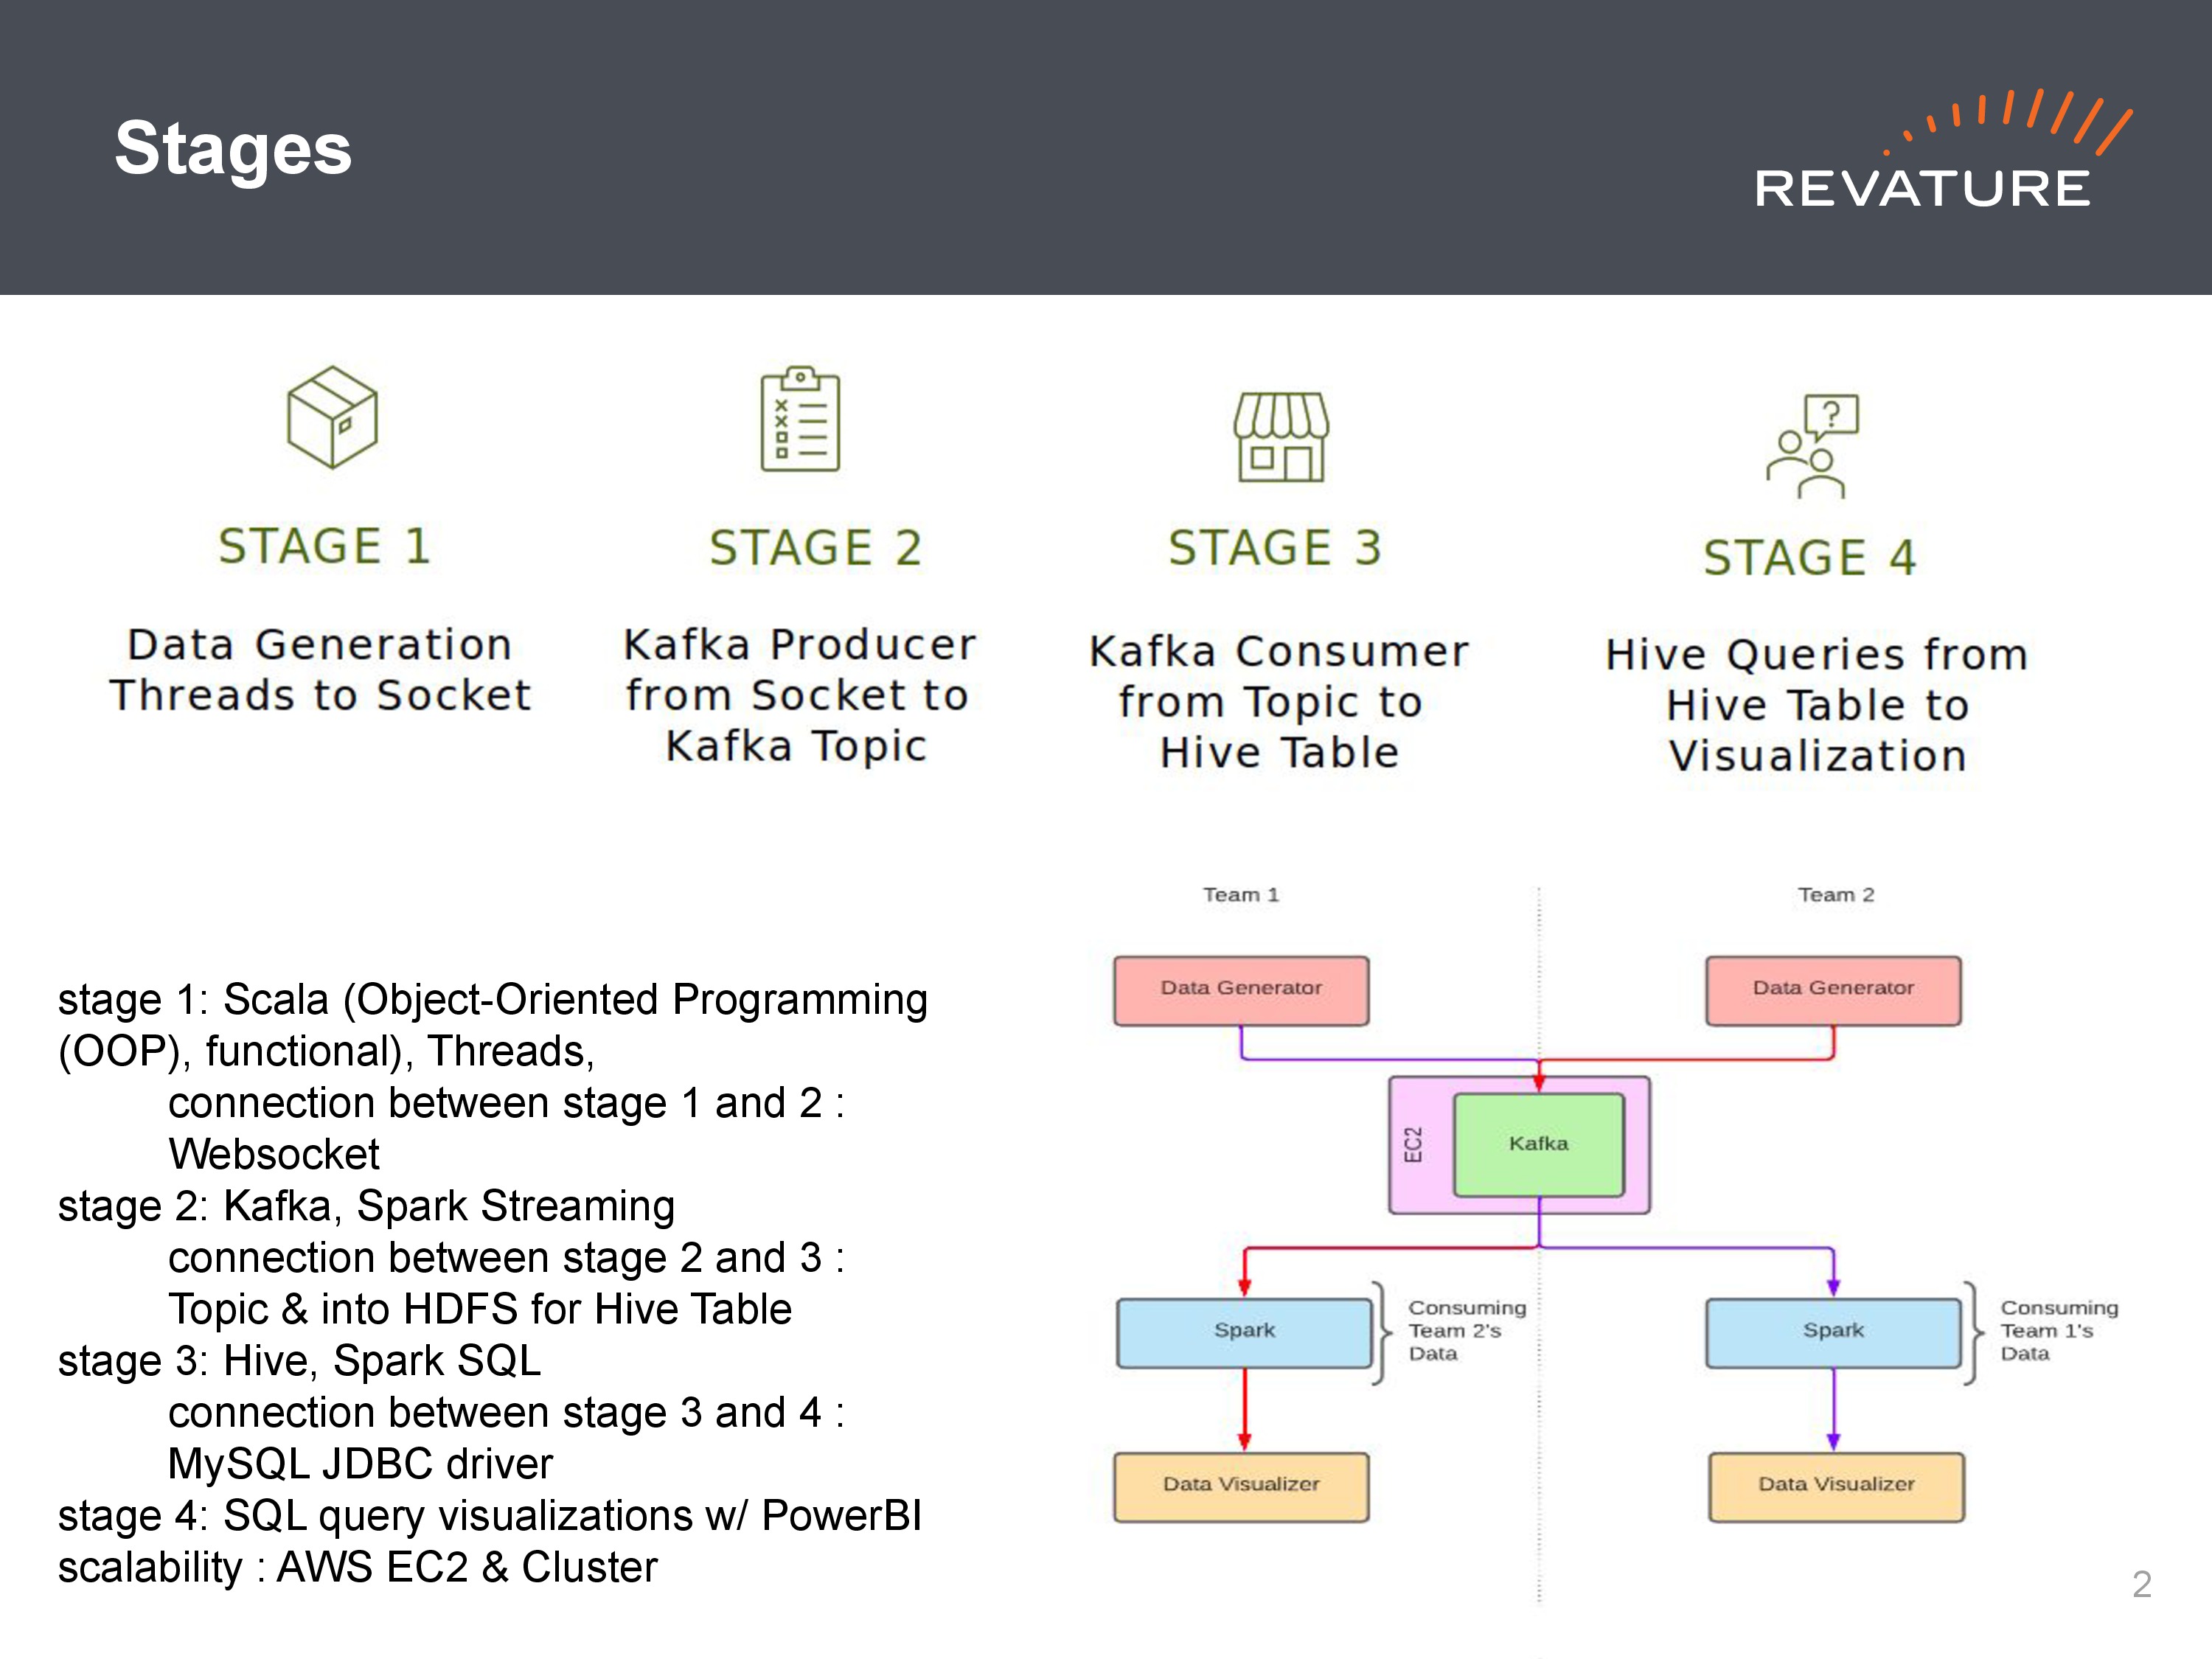 Stages
REVATURE
STAGE 1
Data Generation
Threads to Socket
STAGE 2
Kafka Producer
from Socket to
Kafka Topic
STAGE 3
Kafka Consumer
from Topic to
Hive Table
?
STAGE 4
Hive Queries from
Hive Table to
Visualization
stage 1: Scala (Object-Oriented Programming
(OOP), functional), Threads,
connection between stage 1 and 2 :
Websocket
stage 2: Kafka, Spark Streaming
connection between stage 2 and 3 :
Topic & into HDFS for Hive Table
stage 3: Hive, Spark SQL
connection between stage 3 and 4 :
MySQL JDBC driver
stage 4: SQL query visualizations w/ PowerBI
scalability : AWS EC2 & Cluster
Team 1
Team 2
Data Generator
Data Generator
EC2
Kafka
Spark
Consuming
Team 2's
Data
Spark
Consuming
Team 1's
Data
Data Visualizer
Data Visualizer
2